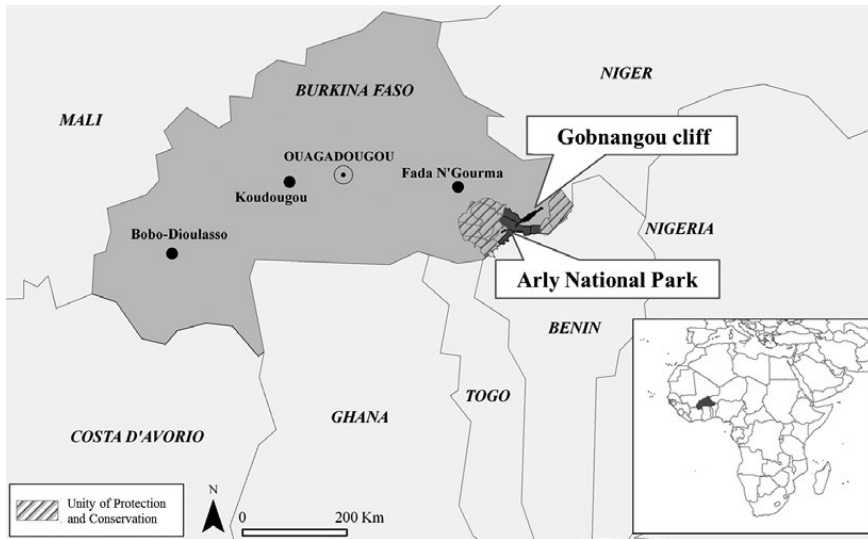 BURKINA FASO
NIGER
MALI
Gobnangou cliff
OUAGADOUGOU
Fada N'Gourma
Koudougou
NIGERIA
Bobo-Dioulasso
Arly National Park
BENIN
TOGO
GHANA
COSTA D'AVORIO
Unity of Protection
and Conservation
N
0
200 Km